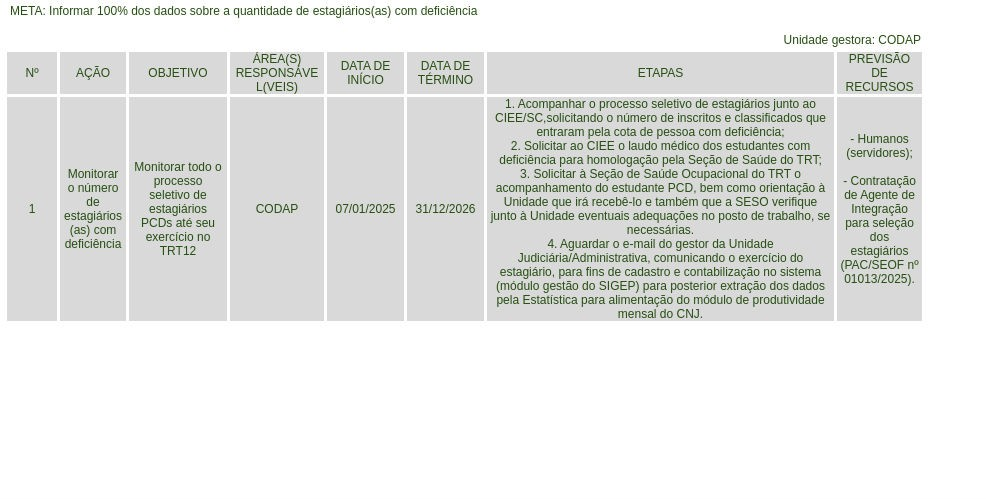 META: Informar 100% dos dados sobre a quantidade de estagiários(as) com deficiência
Unidade gestora: CODAP
Nº
AÇÃO
OBJETIVO
ÁREA(S)
RESPONSÁVE
L(VEIS)
DATA DE
INÍCIO
DATA DE
TÉRMINO
ETAPAS
PREVISÃO
DE
RECURSOS
1
Monitorar
o número
de
estagiários
(as) com
deficiência
Monitorar todo o
processo
seletivo de
estagiários
PCDs até seu
exercício no
TRT12
CODAP
07/01/2025
31/12/2026
1. Acompanhar o processo seletivo de estagiários junto ao
CIEE/SC,solicitando o número de inscritos e classificados que
entraram pela cota de pessoa com deficiência;
2. Solicitar ao CIEE o laudo médico dos estudantes com
deficiência para homologação pela Seção de Saúde do TRT;
3. Solicitar à Seção de Saúde Ocupacional do TRT o
acompanhamento do estudante PCD, bem como orientação à
Unidade que irá recebê-lo e também que a SESO verifique
junto à Unidade eventuais adequações no posto de trabalho, se
necessárias.
4. Aguardar o e-mail do gestor da Unidade
Judiciária/Administrativa, comunicando o exercício do
estagiário, para fins de cadastro e contabilização no sistema
(módulo gestão do SIGEP) para posterior extração dos dados
pela Estatística para alimentação do módulo de produtividade
mensal do CNJ.
- Humanos
(servidores);
- Contratação
de Agente de
Integração
para seleção
dos
estagiários
(PAC/SEOF nº
01013/2025).